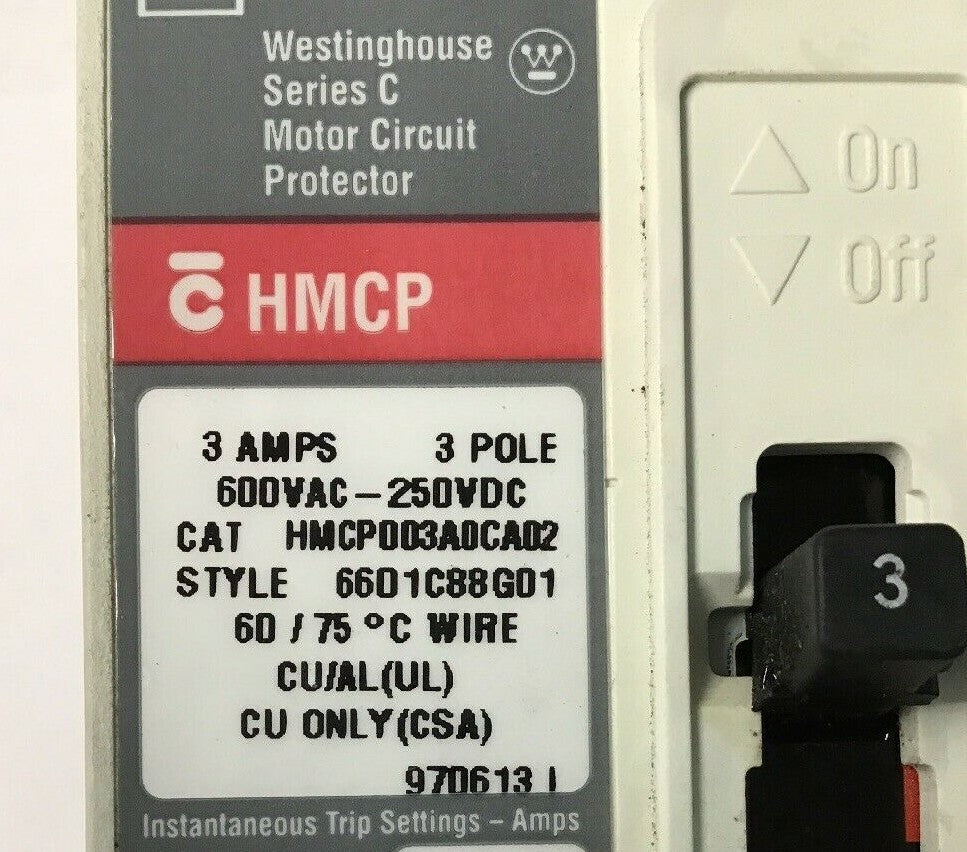 Westinghouse
Series C
Motor Circuit
Protector
C HMCP
3 AMPS 3 POLE
600VAC-250VDC
CAT HMCP003A0CA02
STYLE 6601C88G01
60 / 75 °C WIRE
CU/AL(UL)
CU ONLY(CSA)
970613 I
Instantaneous Trip Settings – Amps
On
Off
3